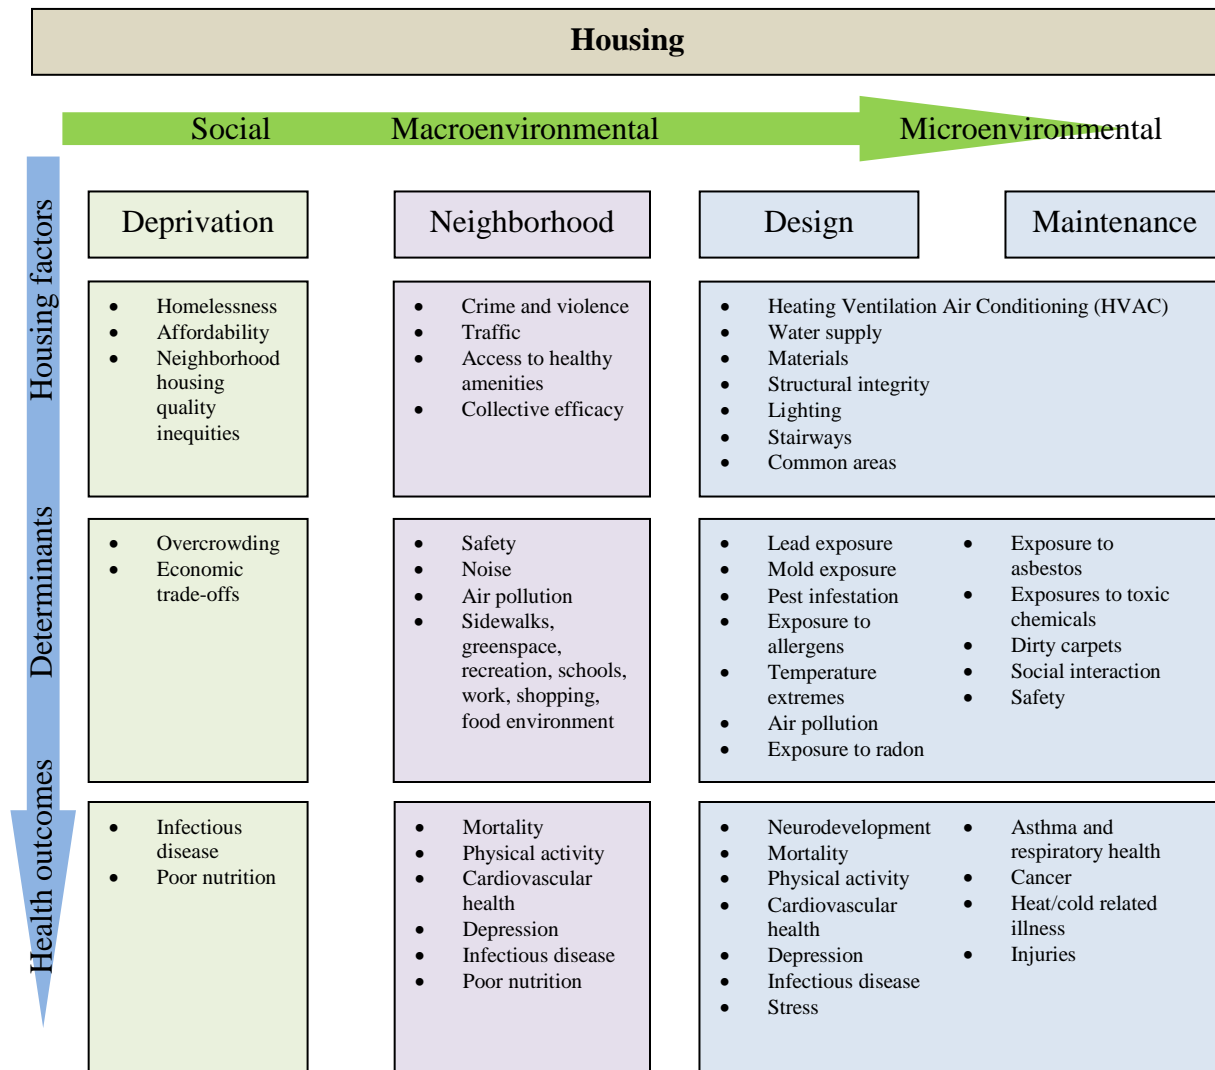 Housing
Social
Macroenvironmental
Microenvironmental
Housing factors
Determinants
Health outcomes
Deprivation
Neighborhood
Design
Maintenance
• Homelessness
• Affordability
• Neighborhood
housing
quality
inequities
• Crime and violence
• Traffic
• Access to healthy
amenities
• Collective efficacy
• Heating Ventilation Air Conditioning (HVAC)
• Water supply
• Materials
• Structural integrity
• Lighting
• Stairways
• Common areas
• Overcrowding
• Economic
trade-offs
• Safety
• Noise
• Air pollution
• Sidewalks,
greenspace,
recreation, schools,
work, shopping,
food environment
• Lead exposure
• Mold exposure
• Pest infestation
• Exposure to
allergens
• Temperature
extremes
• Air pollution
• Exposure to radon
• Exposure to
asbestos
• Exposures to toxic
chemicals
• Dirty carpets
• Social interaction
• Safety
• Infectious
disease
• Poor nutrition
• Mortality
• Physical activity
• Cardiovascular
health
• Depression
• Infectious disease
• Poor nutrition
• Neurodevelopment
• Mortality
• Physical activity
• Cardiovascular
health
• Depression
• Infectious disease
• Stress
• Asthma and
respiratory health
• Cancer
• Heat/cold related
illness
• Injuries